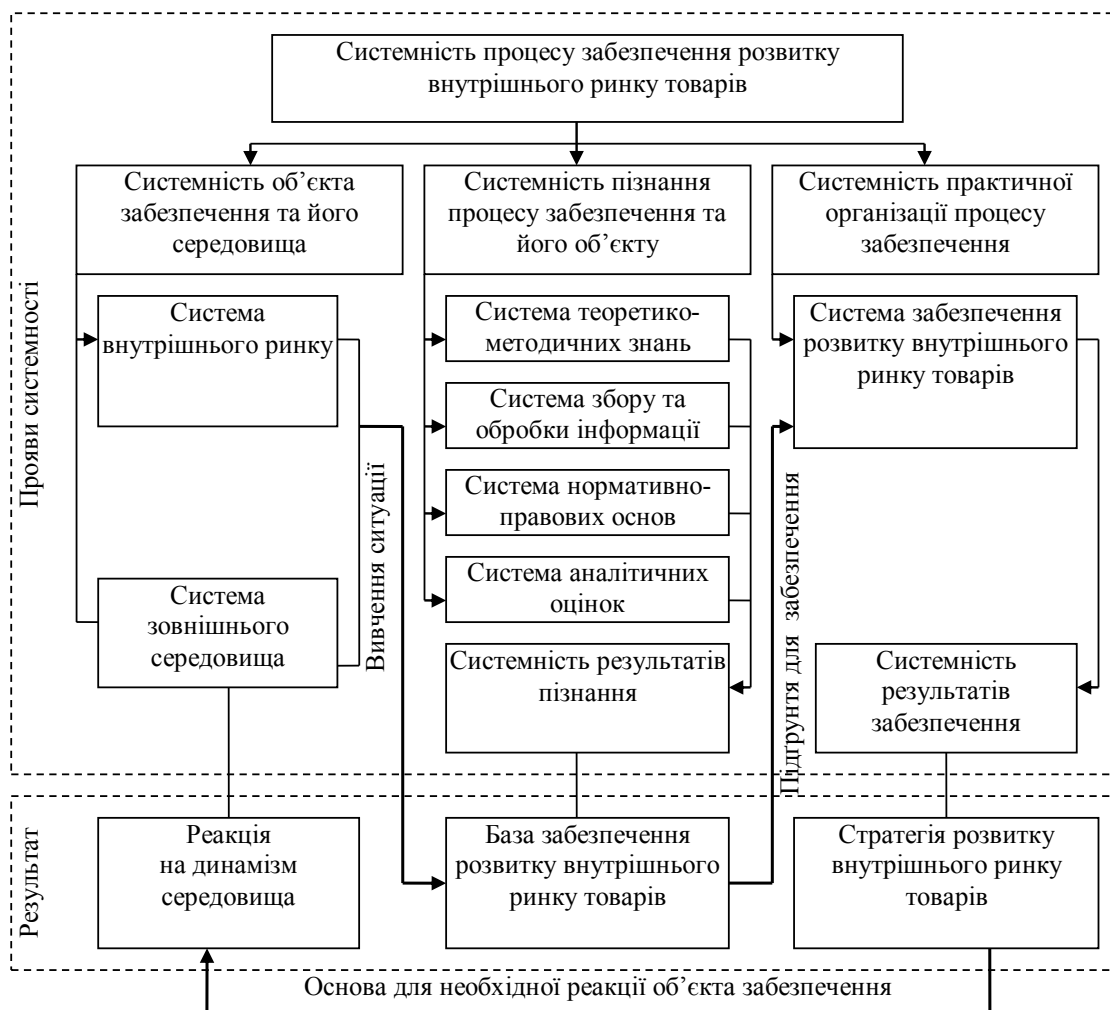 Системність процесу забезпечення розвитку
внутрішнього ринку товарів
Системність об’єкта
забезпечення та його
середовища
Системність пізнання
процесу забезпечення та
його об’єкту
Системність практичної
організації процесу
забезпечення
Прояви системності
Система
внутрішнього ринку
Система
зовнішнього
середовища
Вивчення ситуації
Система теоретико-
методичних знань
Система збору та
обробки інформації
Система нормативно-
правових основ
Система аналітичних
оцінок
Системність результатів
пізнання
Підґрунтя для забезпечення
Система забезпечення
розвитку внутрішнього
ринку товарів
Системність
результатів
забезпечення
Результат
Реакція
на динамізм
середовища
База забезпечення
розвитку внутрішнього
ринку товарів
Стратегія розвитку
внутрішнього ринку
товарів
Основа для необхідної реакції об’єкта забезпечення